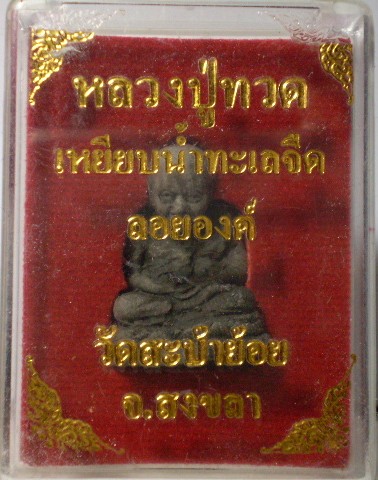 หลวงปู่ทวด
เหยียบน้ำทะเลจืด
ลอยองค์
วัดสะบ้าย้อย
จ.สงขลา